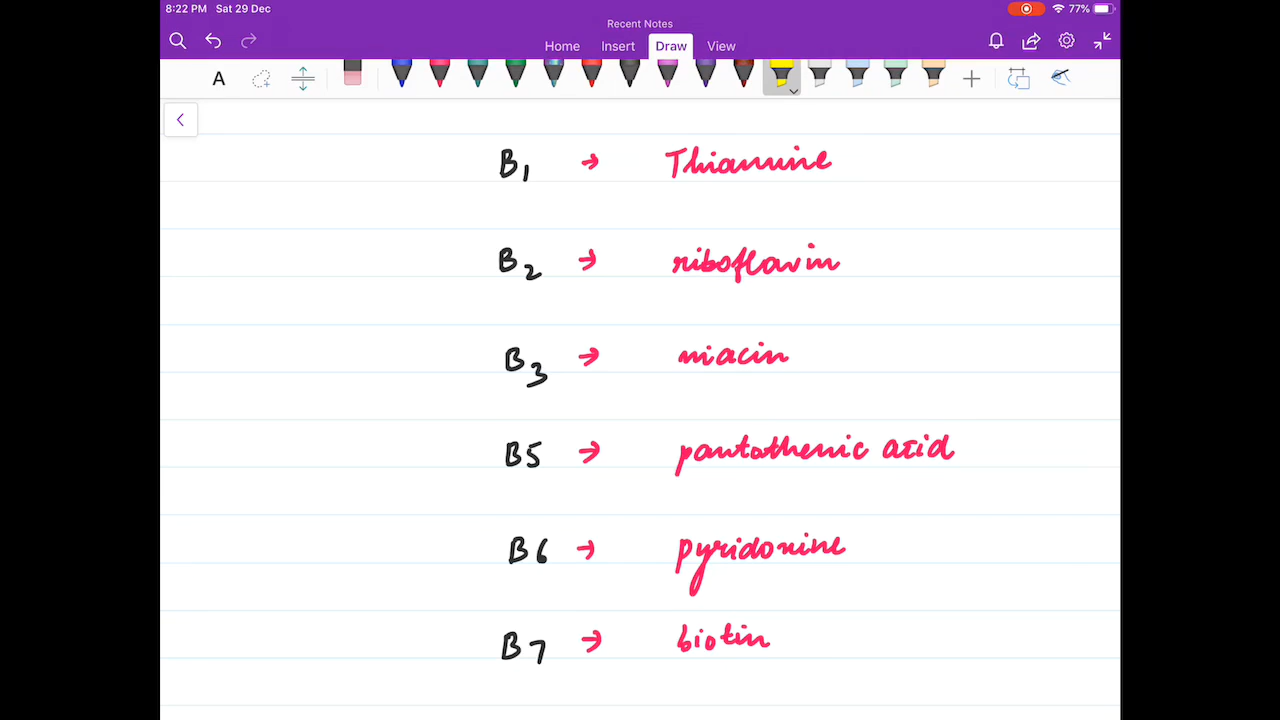 8:22 PM Sat 29 Dec 77%
Recent Notes
Home Insert Draw View
A
B1 → Thiamine
B2 → riboflavin
B3 → niacin
B5 → pantothenic acid
B6 → pyridoxine
B7 → biotin